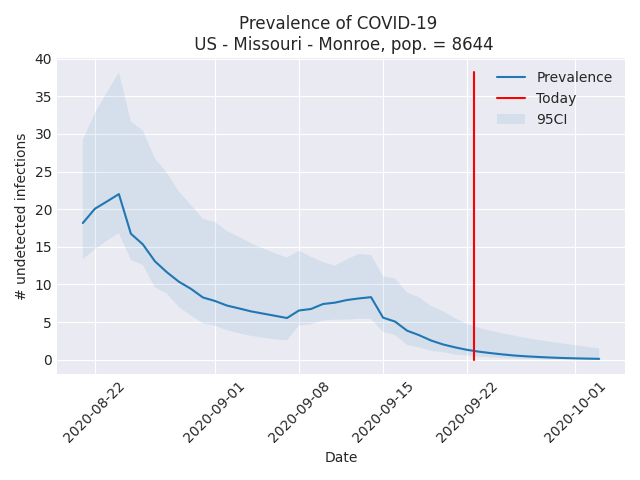 Prevalence of COVID-19
US - Missouri - Monroe, pop. = 8644
40
35
30
25
20
15
10
5
0
# undetected infections
Prevalence
Today
95CI
2020-08-22
2020-09-01
2020-09-08
2020-09-15
2020-09-22
2020-10-01
Date